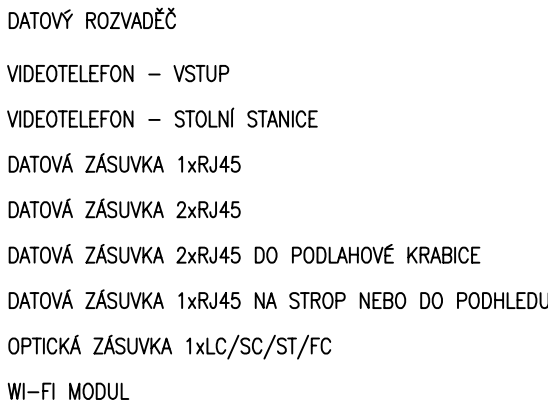 DATOVÝ ROZVADĚČ
VIDEOTELEFON – VSTUP
VIDEOTELEFON – STOLNÍ STANICE
DATOVÁ ZÁSUVKA 1xRJ45
DATOVÁ ZÁSUVKA 2xRJ45
DATOVÁ ZÁSUVKA 2xRJ45 DO PODLAHOVÉ KRABICE
DATOVÁ ZÁSUVKA 1xRJ45 NA STROP NEBO DO PODHLEDU
OPTICKÁ ZÁSUVKA 1xLC/SC/ST/FC
WI–FI MODUL